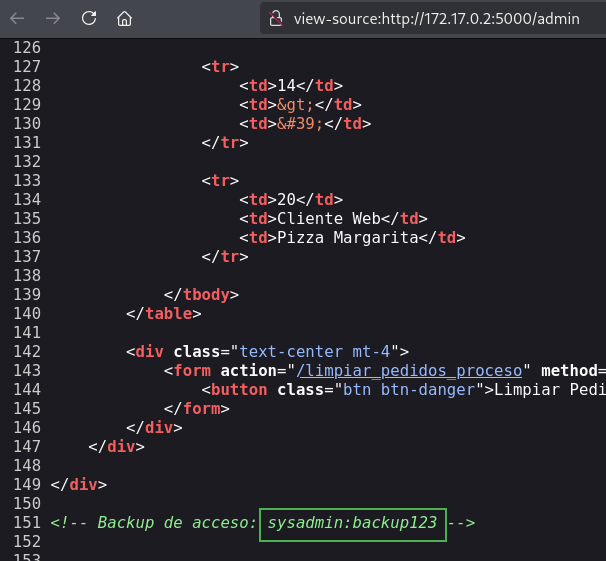 view-source:http://172.17.0.2:5000/admin
126
127 <tr>
128 <td>14</td>
129 <td>&gt;</td>
130 <td>&#39;</td>
131 </tr>
132
133 <tr>
134 <td>20</td>
135 <td>Cliente Web</td>
136 <td>Pizza Margarita</td>
137 </tr>
138
139 </tbody>
140 </table>
141
142 <div class="text-center mt-4">
143 <form action="/limpiar_pedidos_proceso" method=
144 <button class="btn btn-danger">Limpiar Pedi
145 </form>
146 </div>
147 </div>
148
149 </div>
150
151 <!-- Backup de acceso: sysadmin:backup123 -->
152
153